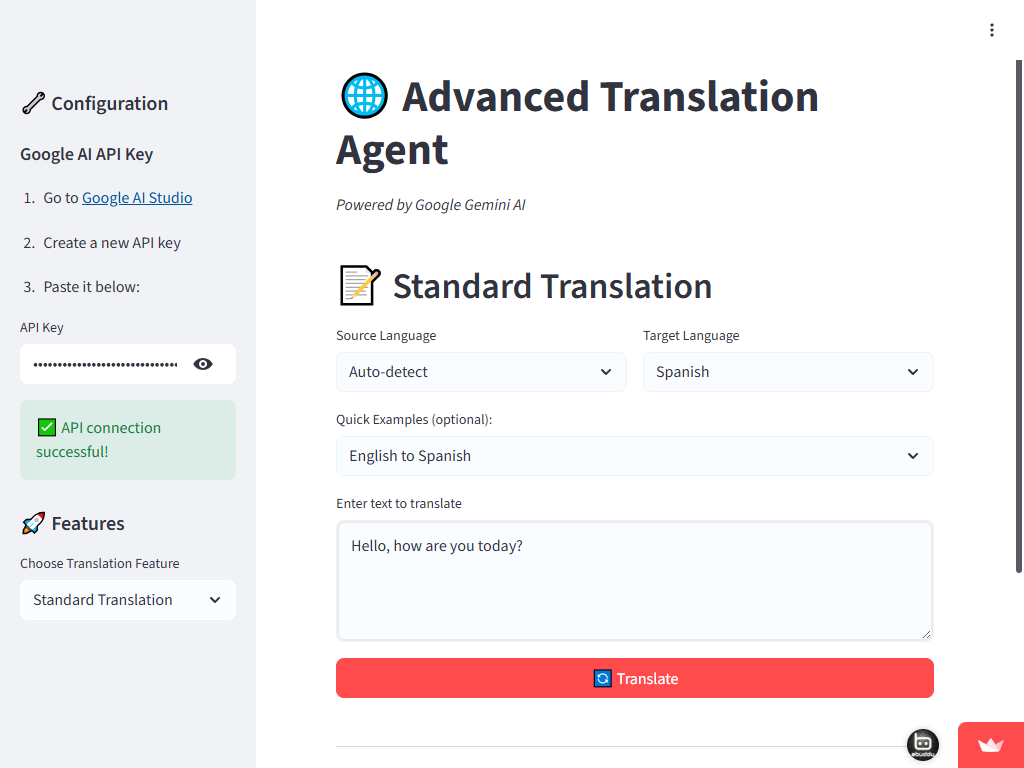 Configuration
Google AI API Key
1. Go to Google AI Studio
2. Create a new API key
3. Paste it below:
API Key
••••••••••••••••••••••••••••••
API connection
successful!
Features
Choose Translation Feature
Standard Translation
Advanced Translation
Agent
Powered by Google Gemini AI
Standard Translation
Source Language
Target Language
Auto-detect
Spanish
Quick Examples (optional):
English to Spanish
Enter text to translate
Hello, how are you today?
Translate
abuddu